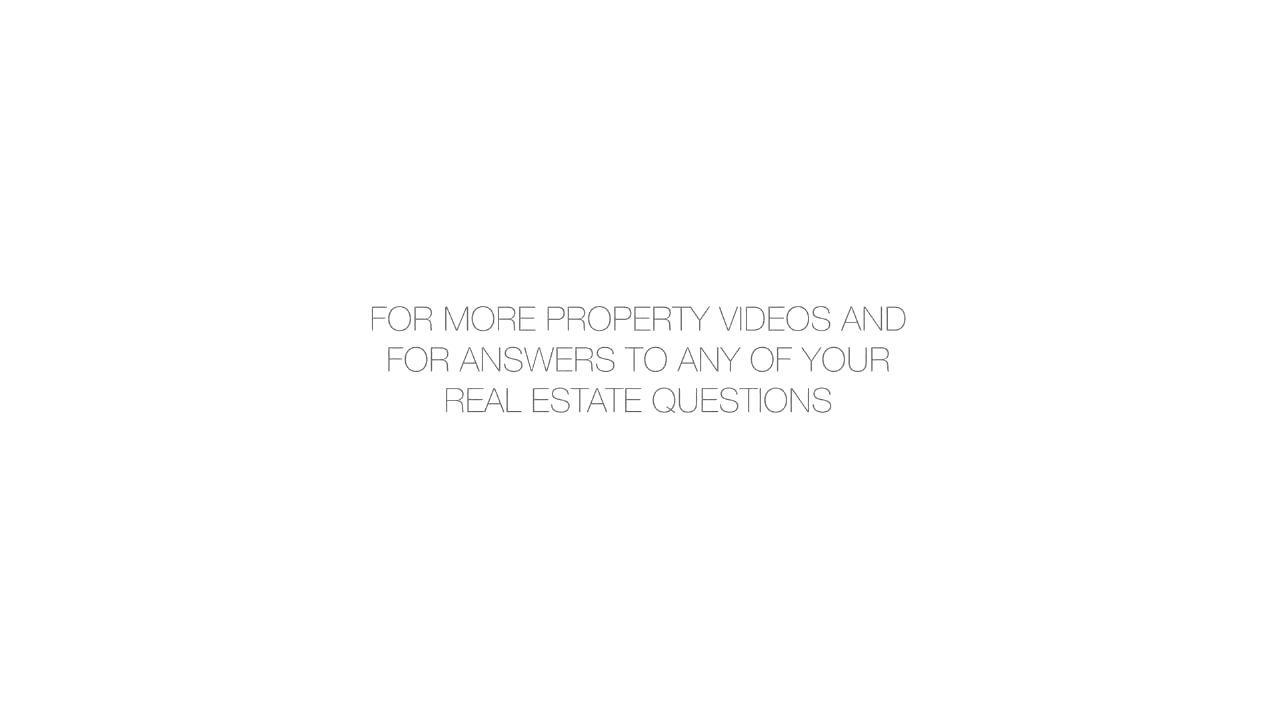 FOR MORE PROPERTY VIDEOS AND
FOR ANSWERS TO ANY OF YOUR
REAL ESTATE QUESTIONS